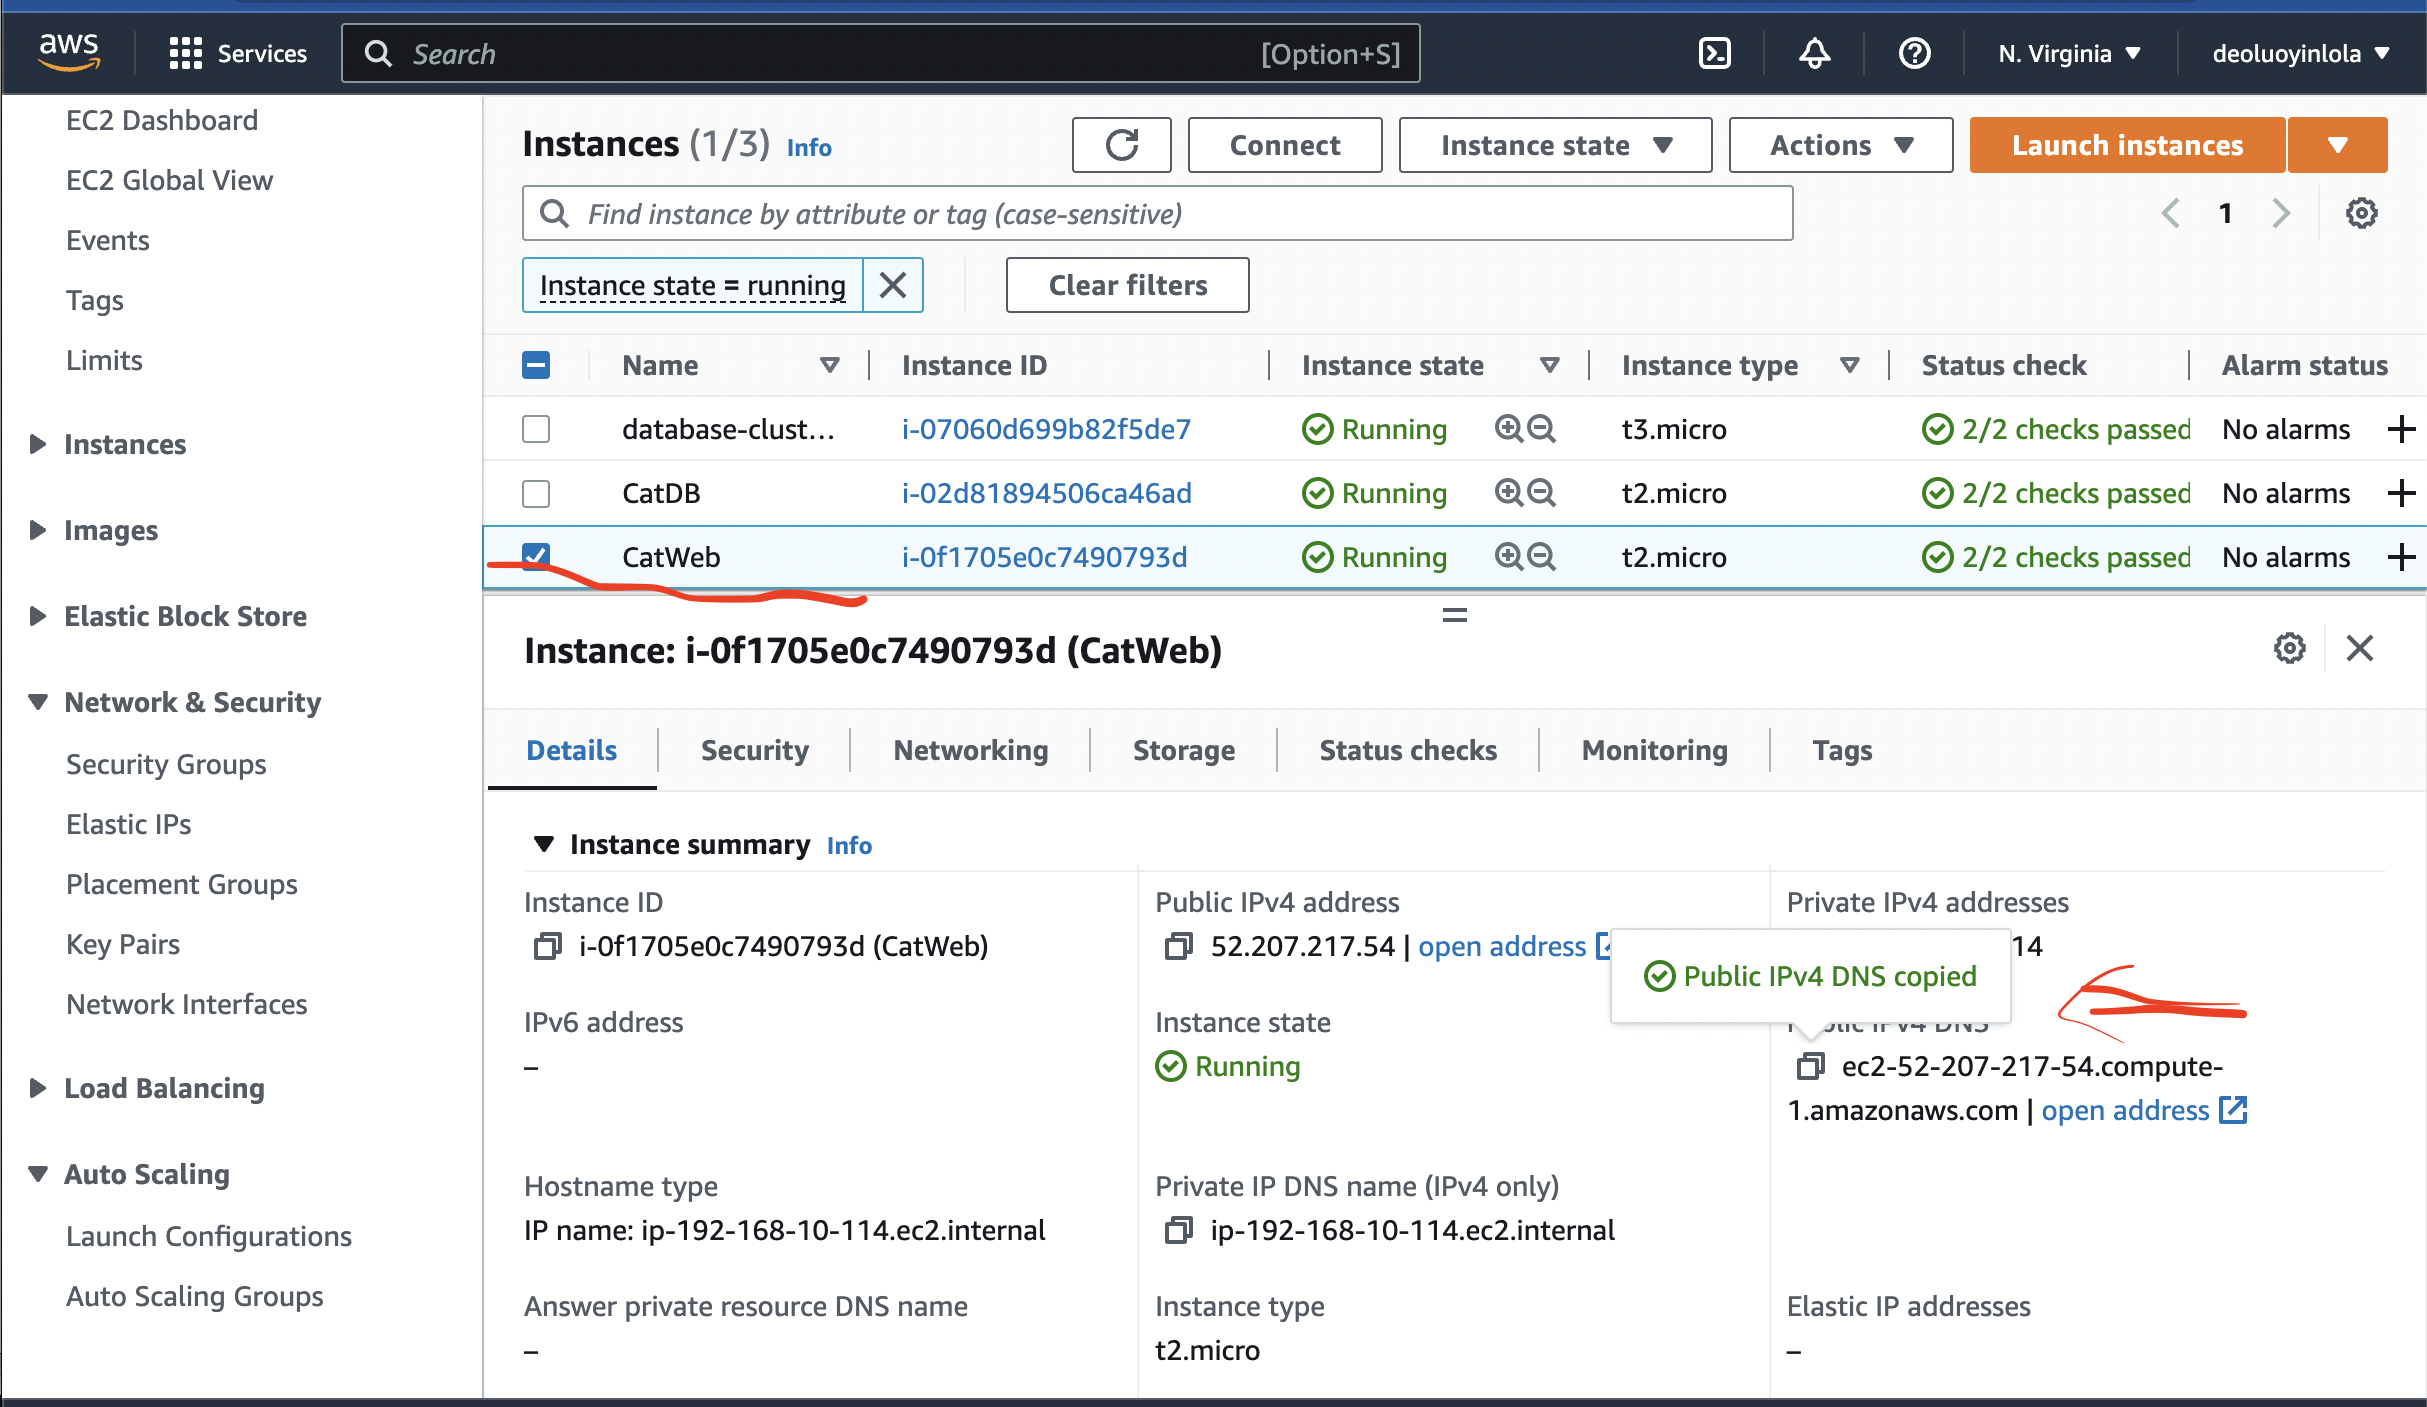 aws
Services
Search
[Option+S]
N. Virginia
deoluoyinlola
EC2 Dashboard
EC2 Global View
Events
Tags
Limits
Instances
Images
Elastic Block Store
Network & Security
Security Groups
Elastic IPs
Placement Groups
Key Pairs
Network Interfaces
Load Balancing
Auto Scaling
Launch Configurations
Auto Scaling Groups
Instances (1/3) Info
Connect
Instance state
Actions
Launch instances
Find instance by attribute or tag (case-sensitive)
1
Instance state = running
Clear filters
Name Instance ID Instance state Instance type Status check Alarm status
database-clust... i-07060d699b82f5de7 Running t3.micro 2/2 checks passed No alarms
CatDB i-02d81894506ca46ad Running t2.micro 2/2 checks passed No alarms
CatWeb i-0f1705e0c7490793d Running t2.micro 2/2 checks passed No alarms
Instance: i-0f1705e0c7490793d (CatWeb)
Details Security Networking Storage Status checks Monitoring Tags
Instance summary Info
Instance ID
i-0f1705e0c7490793d (CatWeb)
Public IPv4 address
52.207.217.54 | open address
Private IPv4 addresses
14
Public IPv4 DNS copied
IPv6 address
–
Instance state
Running
Public IPv4 DNS
ec2-52-207-217-54.compute-
1.amazonaws.com | open address
Hostname type
IP name: ip-192-168-10-114.ec2.internal
Private IP DNS name (IPv4 only)
ip-192-168-10-114.ec2.internal
Answer private resource DNS name
–
Instance type
t2.micro
Elastic IP addresses
–